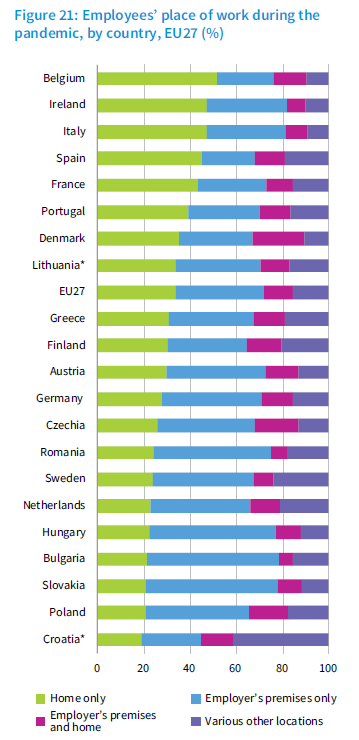 Figure 21: Employees’ place of work during the
pandemic, by country, EU27 (%)
Belgium
Ireland
Italy
Spain
France
Portugal
Denmark
Lithuania*
EU27
Greece
Finland
Austria
Germany
Czechia
Romania
Sweden
Netherlands
Hungary
Bulgaria
Slovakia
Poland
Croatia*
0 20 40 60 80 100
Home only
Employer's premises only
Employer's premises
and home
Various other locations